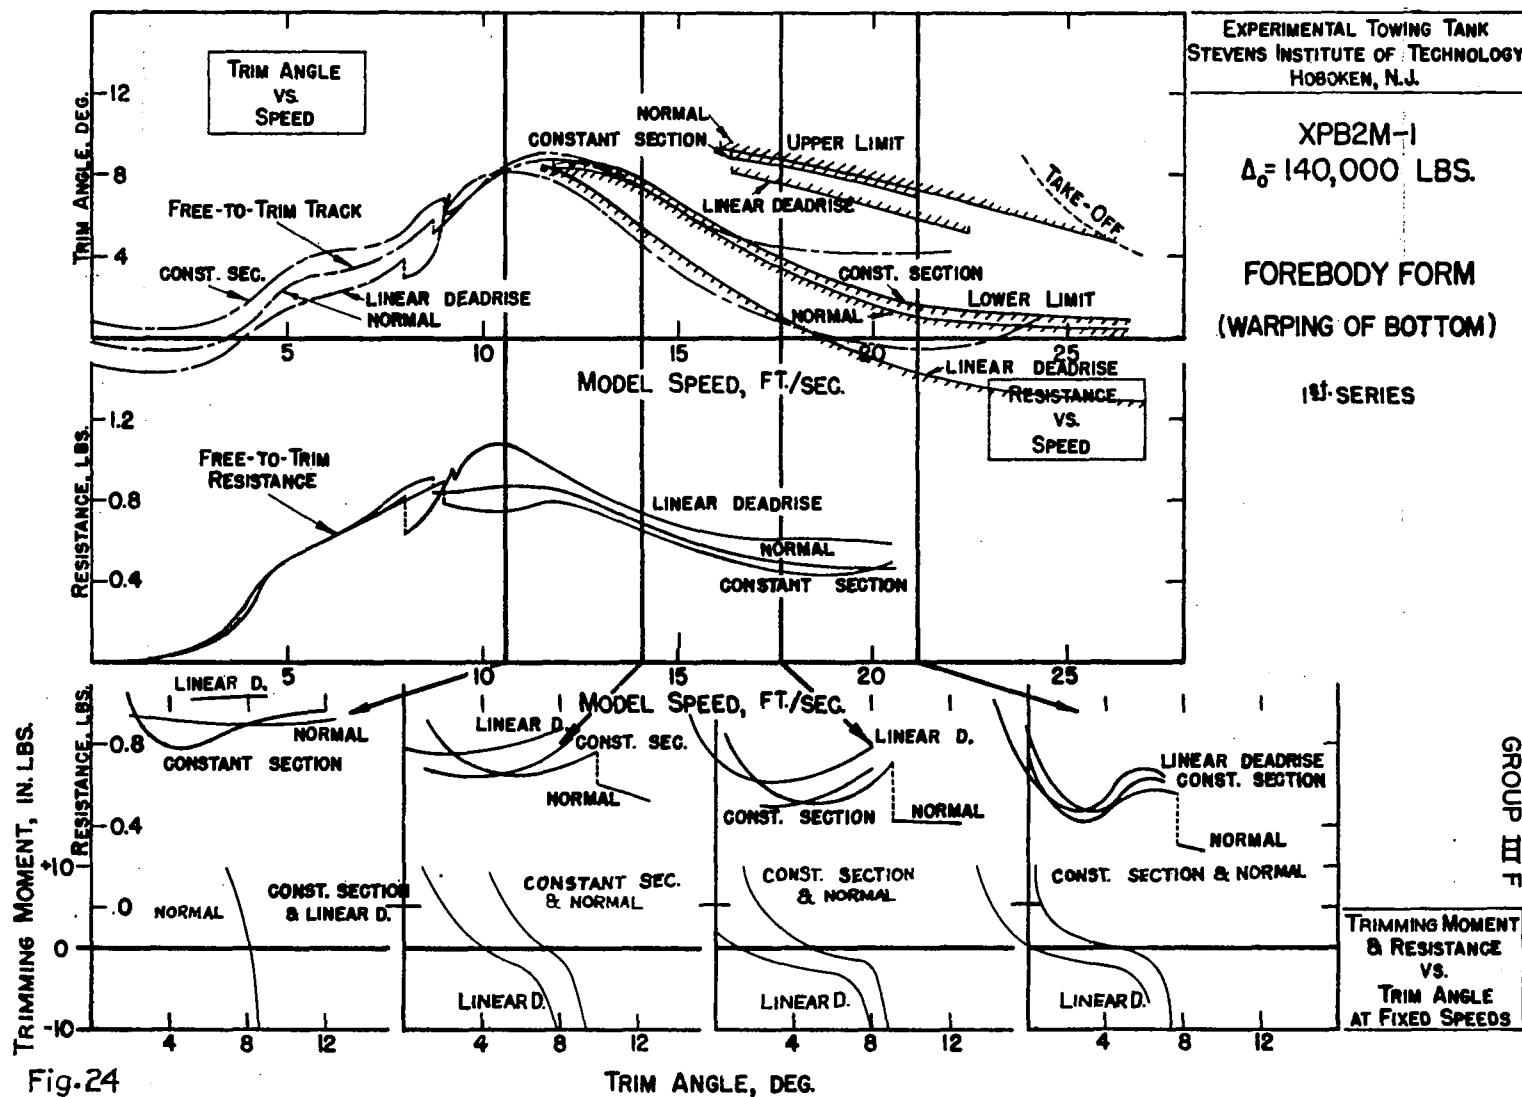 EXPERIMENTAL TOWING TANK
STEVENS INSTITUTE OF TECHNOLOGY
HOBOKEN, N.J.
XPB2M-1
Δ₀= 140,000 LBS.
FOREBODY FORM
(WARPING OF BOTTOM)
1st. SERIES
GROUP III F
TRIM ANGLE
VS.
SPEED
TRIM ANGLE, DEG.
12
8
4
NORMAL
CONSTANT SECTION
UPPER LIMIT
LINEAR DEADRISE
TAKE-OFF
FREE-TO-TRIM TRACK
CONST. SEC.
LINEAR DEADRISE
NORMAL
CONST. SECTION
LOWER LIMIT
NORMAL
LINEAR DEADRISE
5 10 15 20 25
MODEL SPEED, FT./SEC.
RESISTANCE
VS.
SPEED
RESISTANCE, LBS.
1.2
0.8
0.4
FREE-TO-TRIM
RESISTANCE
LINEAR DEADRISE
NORMAL
CONSTANT SECTION
5 10 15 20 25
MODEL SPEED, FT./SEC.
RESISTANCE, LBS.
0.8
0.4
LINEAR D.
NORMAL
CONSTANT SECTION
LINEAR D.
CONST. SEC.
NORMAL
LINEAR D.
CONST. SECTION
NORMAL
LINEAR DEADRISE
CONST. SECTION
NORMAL
TRIMMING MOMENT, IN. LBS.
+10
.0
0
-10
NORMAL
CONST. SECTION
& LINEAR D.
CONSTANT SEC.
& NORMAL
LINEAR D.
CONST. SECTION
& NORMAL
LINEAR D.
CONST. SECTION & NORMAL
LINEAR D.
TRIMMING MOMENT
& RESISTANCE
VS.
TRIM ANGLE
AT FIXED SPEEDS
4 8 12 4 8 12 4 8 12 4 8 12
Fig. 24
TRIM ANGLE, DEG.